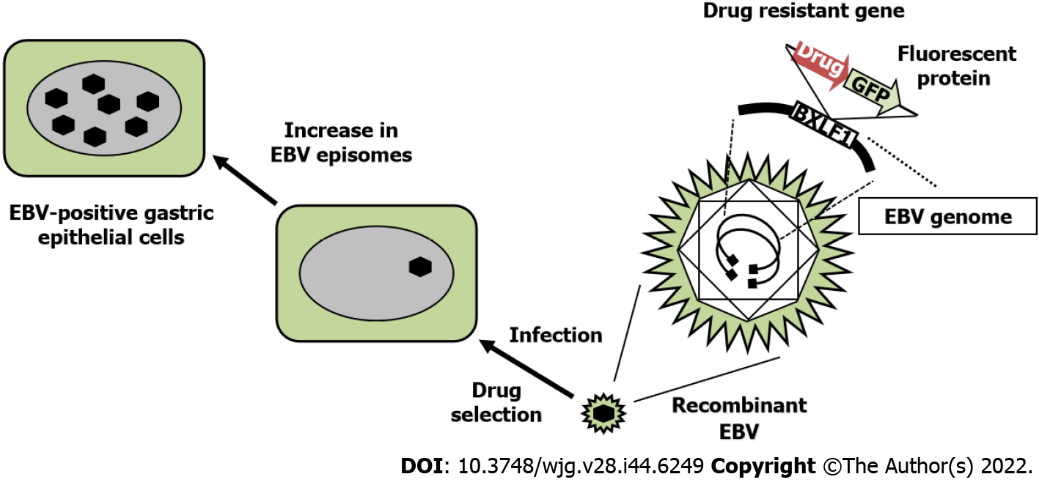 Drug resistant gene
Drug
GFP
Fluorescent
protein
BXLF1
Increase in
EBV episomes
EBV-positive gastric
epithelial cells
EBV genome
Infection
Drug
selection
Recombinant
EBV
DOI: 10.3748/wjg.v28.i44.6249 Copyright ©The Author(s) 2022.